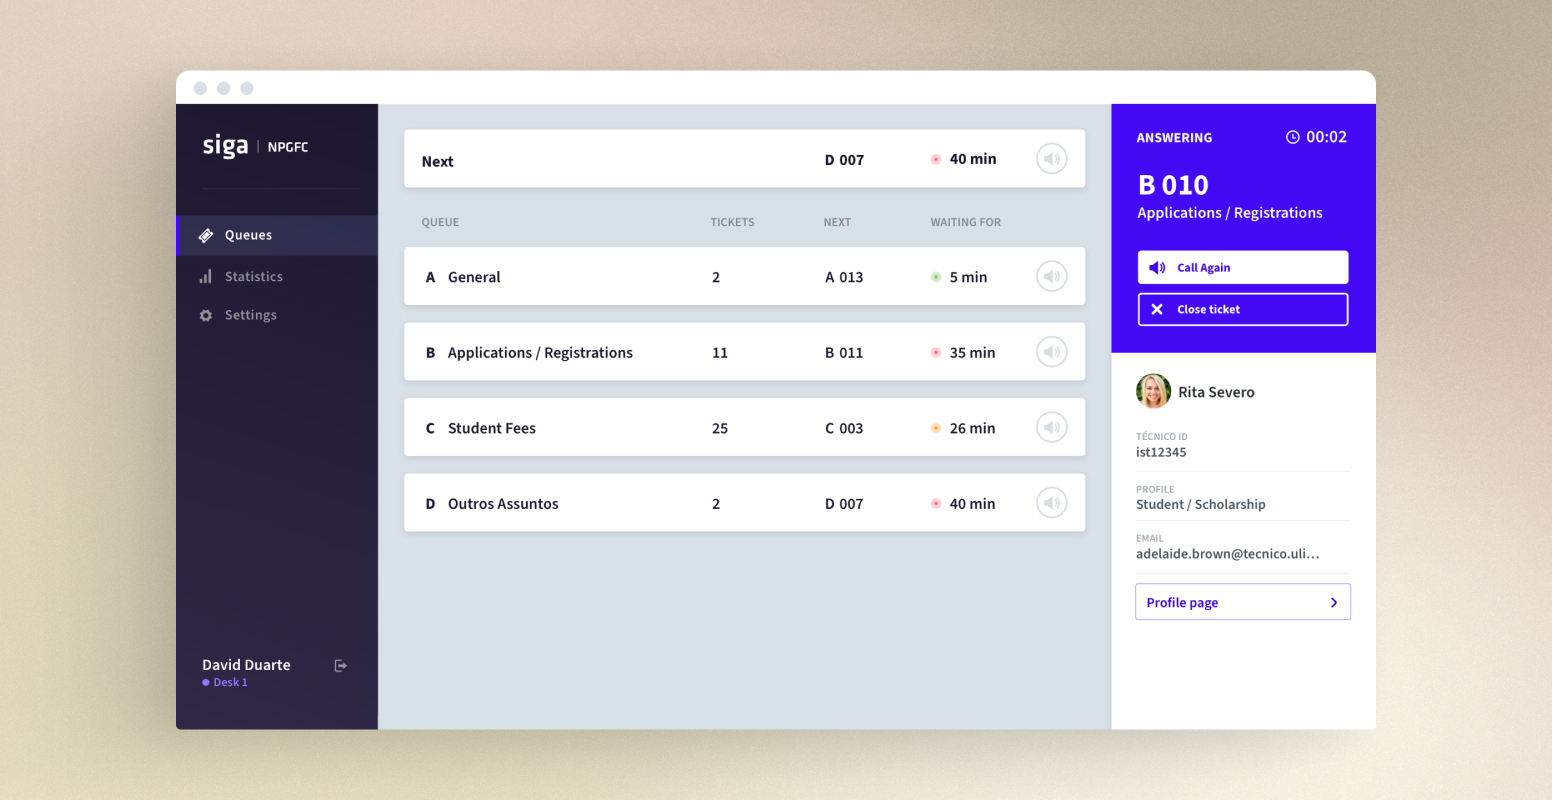 siga | NPGFC
Queues
Statistics
Settings
David Duarte
Desk 1
Next D 007 40 min
QUEUE TICKETS NEXT WAITING FOR
A General 2 A 013 5 min
B Applications / Registrations 11 B 011 35 min
C Student Fees 25 C 003 26 min
D Outros Assuntos 2 D 007 40 min
ANSWERING 00:02
B 010
Applications / Registrations
Call Again
Close ticket
Rita Severo
TÉCNICO ID
ist12345
PROFILE
Student / Scholarship
EMAIL
adelaide.brown@tecnico.uli...
Profile page